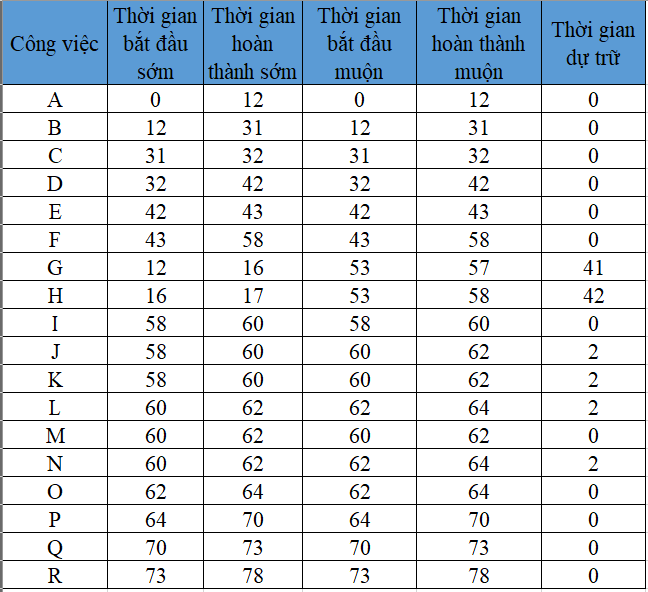 Công việc | Thời gian bắt đầu sớm | Thời gian hoàn thành sớm | Thời gian bắt đầu muộn | Thời gian hoàn thành muộn | Thời gian dự trữ
A | 0 | 12 | 0 | 12 | 0
B | 12 | 31 | 12 | 31 | 0
C | 31 | 32 | 31 | 32 | 0
D | 32 | 42 | 32 | 42 | 0
E | 42 | 43 | 42 | 43 | 0
F | 43 | 58 | 43 | 58 | 0
G | 12 | 16 | 53 | 57 | 41
H | 16 | 17 | 53 | 58 | 42
I | 58 | 60 | 58 | 60 | 0
J | 58 | 60 | 60 | 62 | 2
K | 58 | 60 | 60 | 62 | 2
L | 60 | 62 | 62 | 64 | 2
M | 60 | 62 | 60 | 62 | 0
N | 60 | 62 | 62 | 64 | 2
O | 62 | 64 | 62 | 64 | 0
P | 64 | 70 | 64 | 70 | 0
Q | 70 | 73 | 70 | 73 | 0
R | 73 | 78 | 73 | 78 | 0